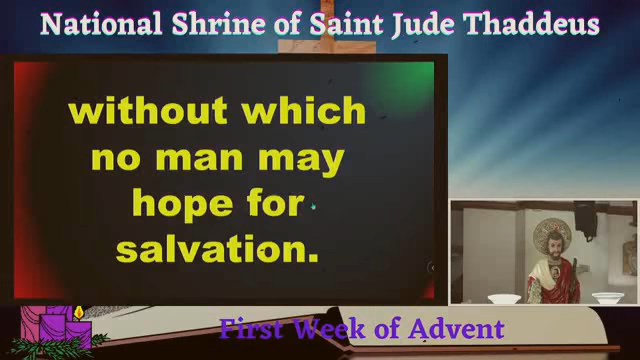 National Shrine of Saint Jude Thaddeus
without which
no man may
hope for
salvation.
First Week of Advent